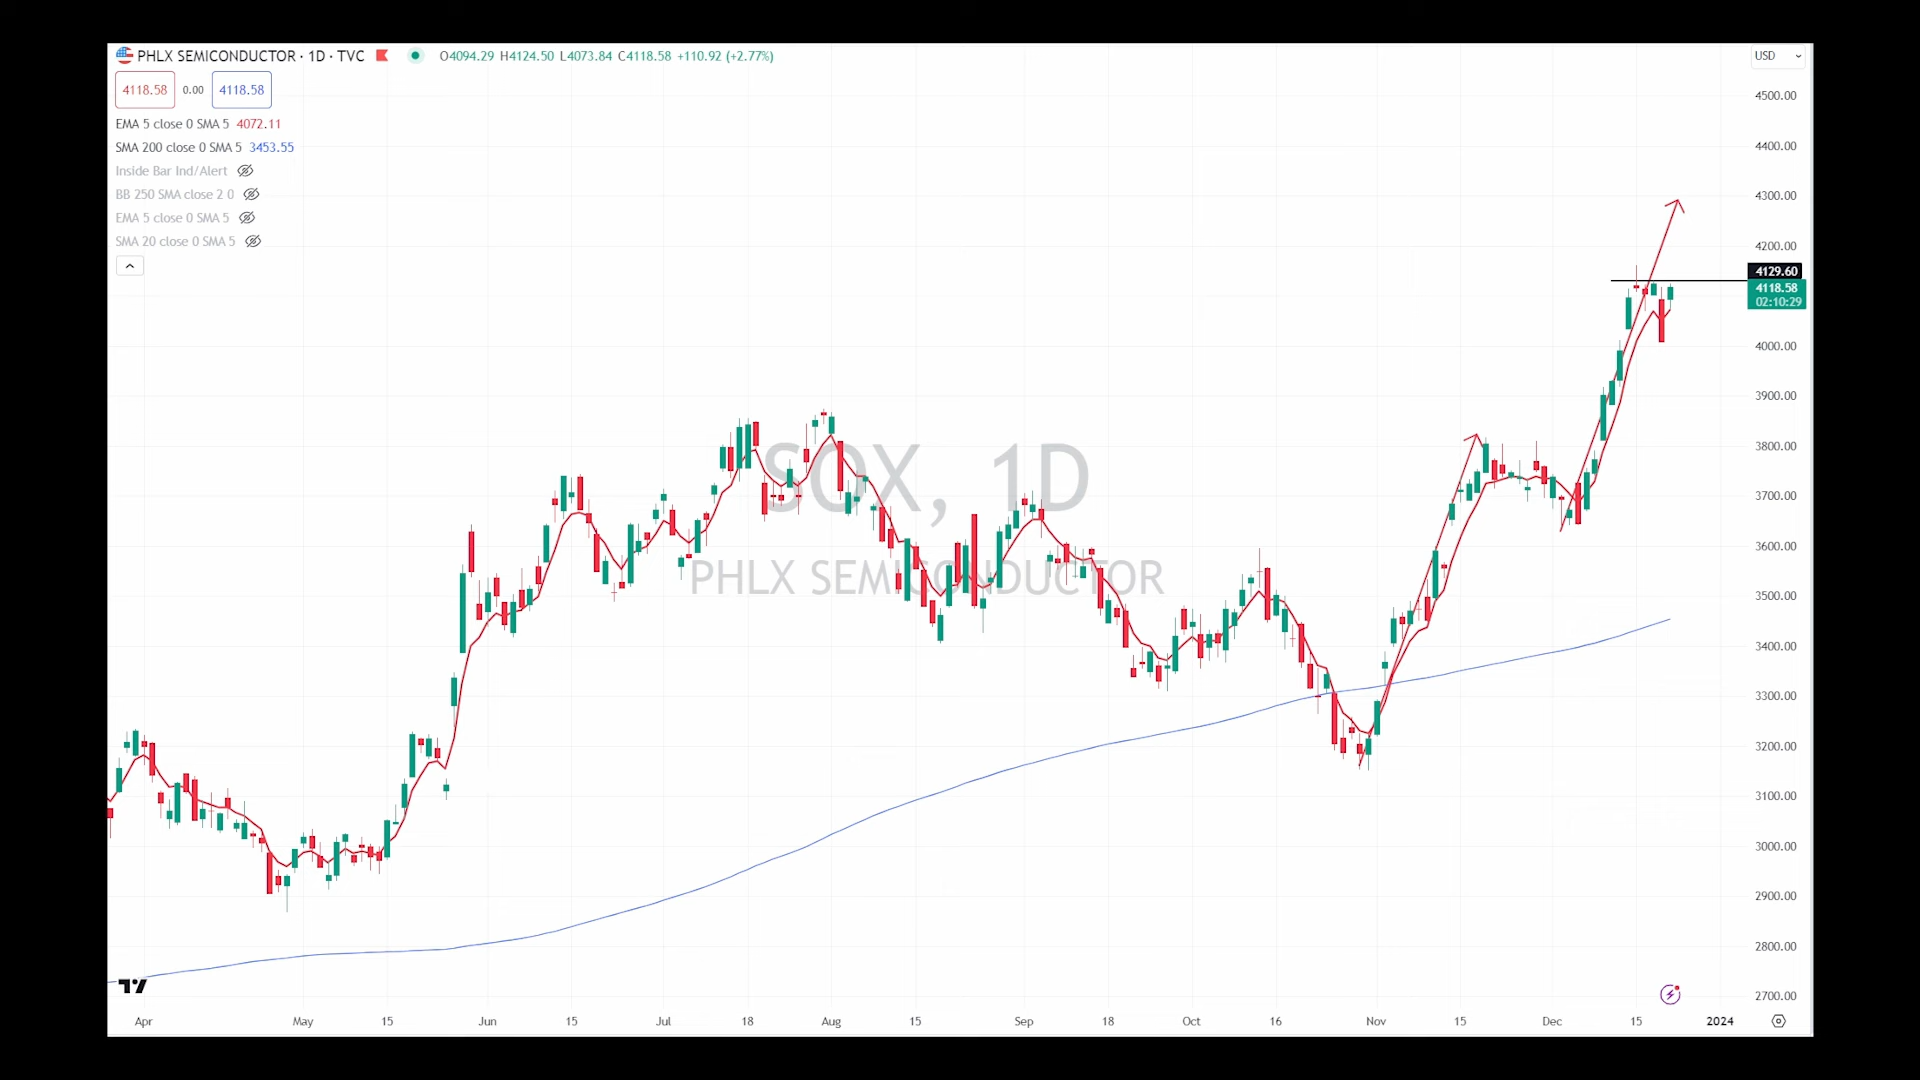 PHLX SEMICONDUCTOR · 1D · TVC O4094.29 H4124.50 L4073.84 C4118.58 +110.92 (+2.77%)
USD
4118.58 0.00 4118.58
EMA 5 close 0 SMA 5 4072.11
SMA 200 close 0 SMA 5 3453.55
Inside Bar Ind/Alert
BB 250 SMA close 2 0
EMA 5 close 0 SMA 5
SMA 20 close 0 SMA 5
SOX, 1D
PHLX SEMICONDUCTOR
4500.00
4400.00
4300.00
4200.00
4129.60
4118.58
02:10:29
4000.00
3900.00
3800.00
3700.00
3600.00
3500.00
3400.00
3300.00
3200.00
3100.00
3000.00
2900.00
2800.00
2700.00
Apr May 15 Jun 15 Jul 18 Aug 15 Sep 18 Oct 16 Nov 15 Dec 15 2024